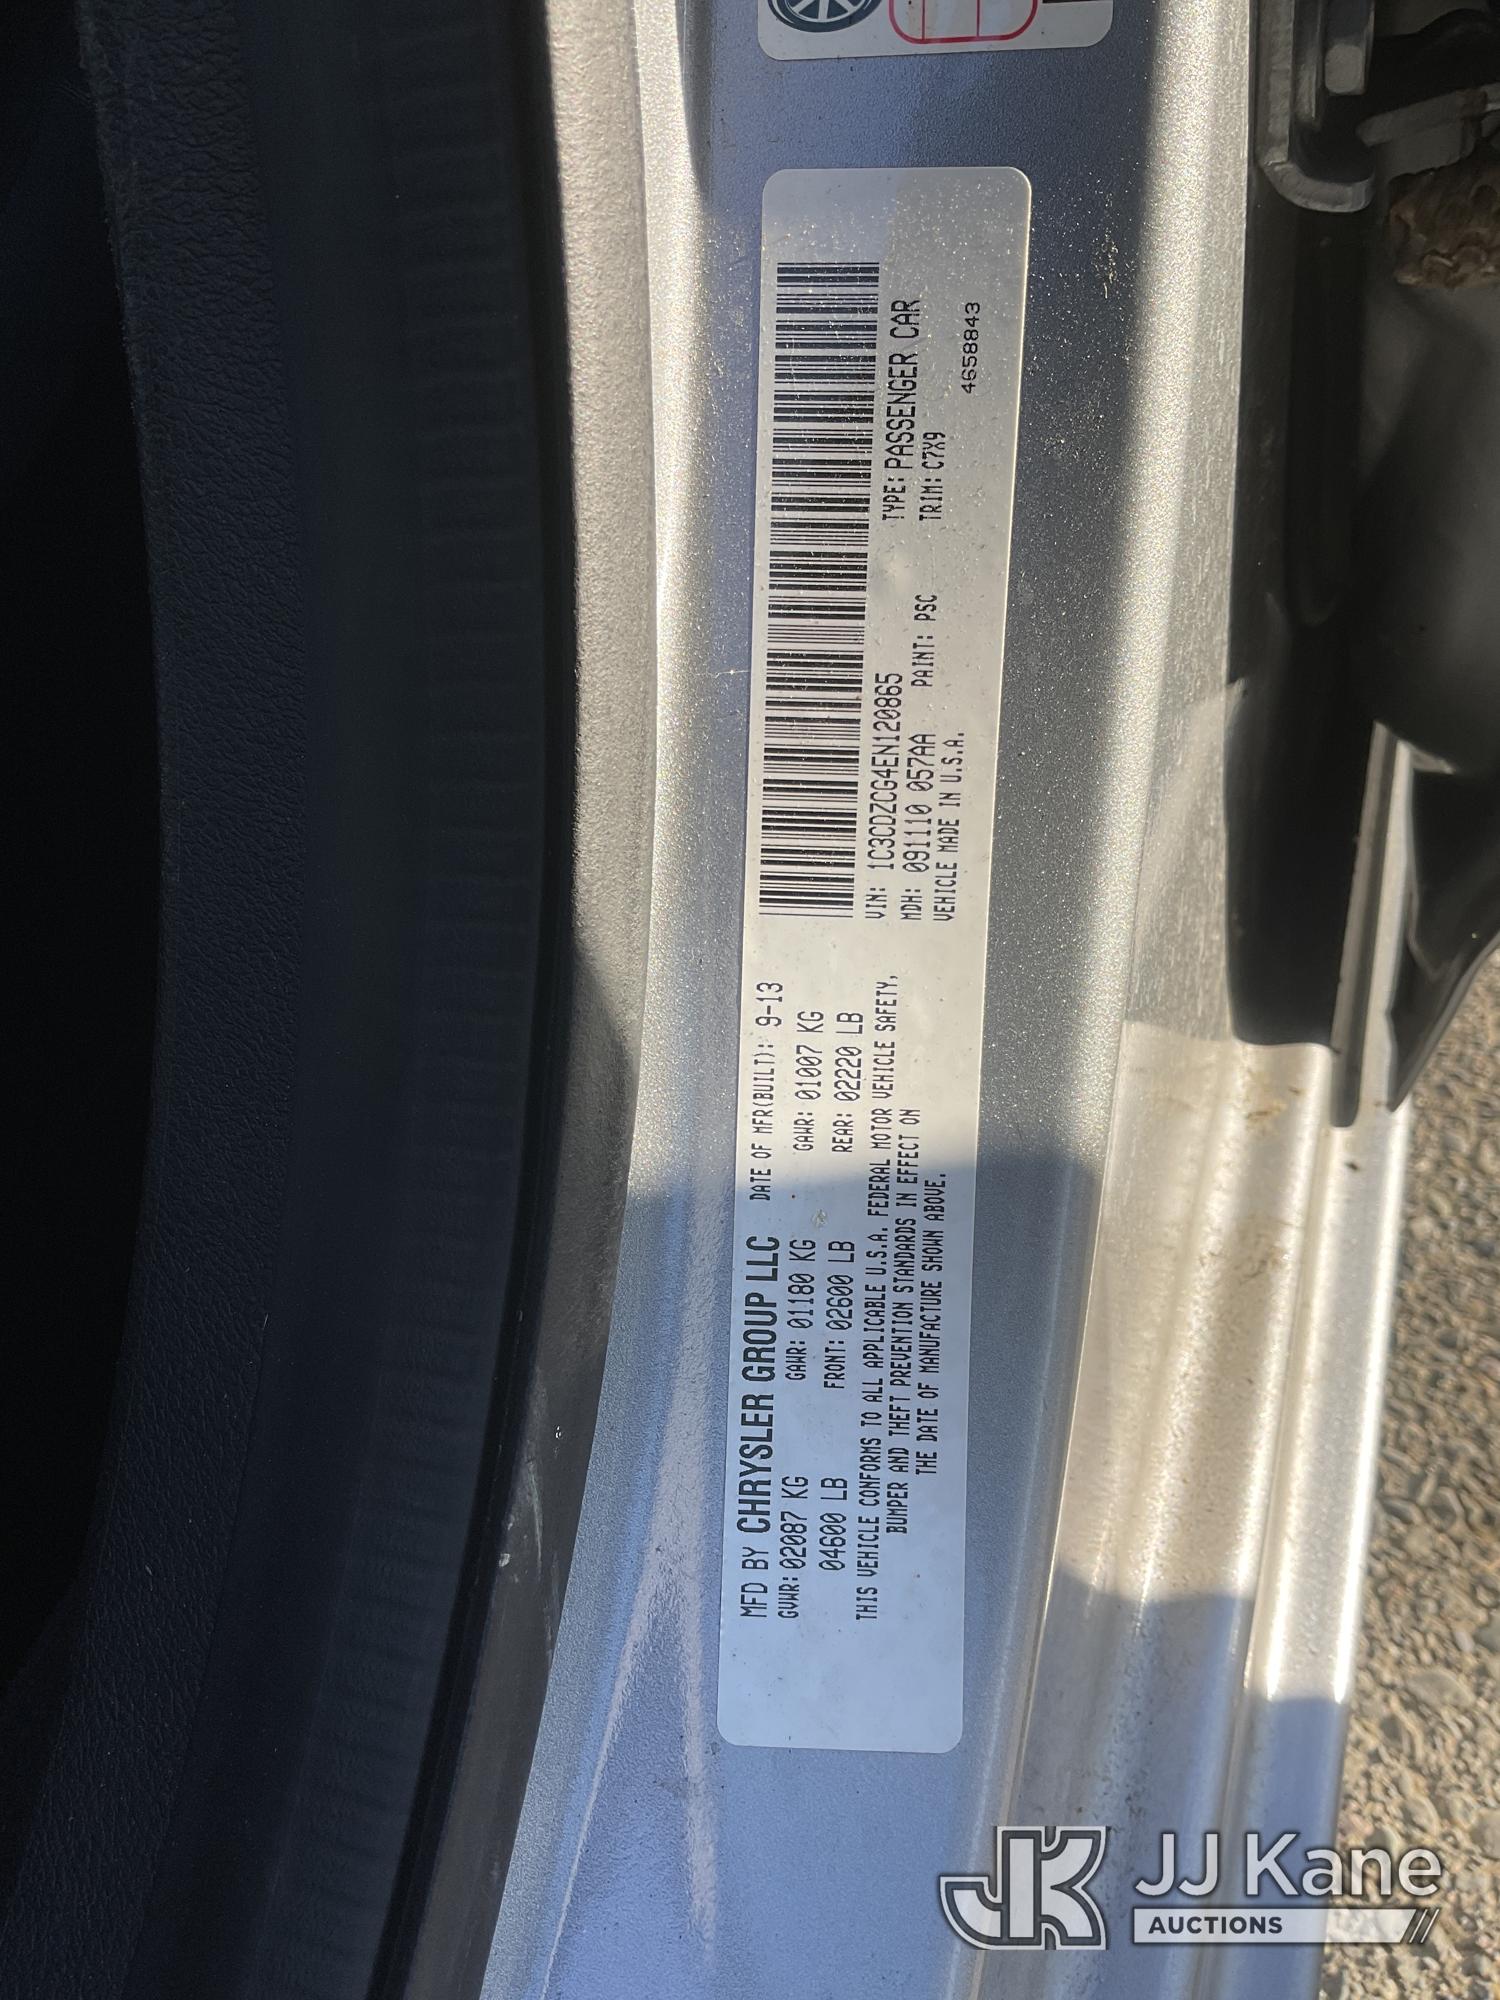 MFD BY CHRYSLER GROUP LLC DATE OF MFR(BUILT): 9-13
GVWR: 02087 KG GAWR: 01180 KG GAWR: 01007 KG
04600 LB FRONT: 02600 LB REAR: 02220 LB
THIS VEHICLE CONFORMS TO ALL APPLICABLE U.S.A. FEDERAL MOTOR VEHICLE SAFETY,
BUMPER AND THEFT PREVENTION STANDARDS IN EFFECT ON
THE DATE OF MANUFACTURE SHOWN ABOVE.
VIN: 1C3CDZCG4EN120865 TYPE: PASSENGER CAR
MDH: 091110 057AA PAINT: PSC TRIM: C7X9
VEHICLE MADE IN U.S.A.
4658843
JK JJ Kane
AUCTIONS